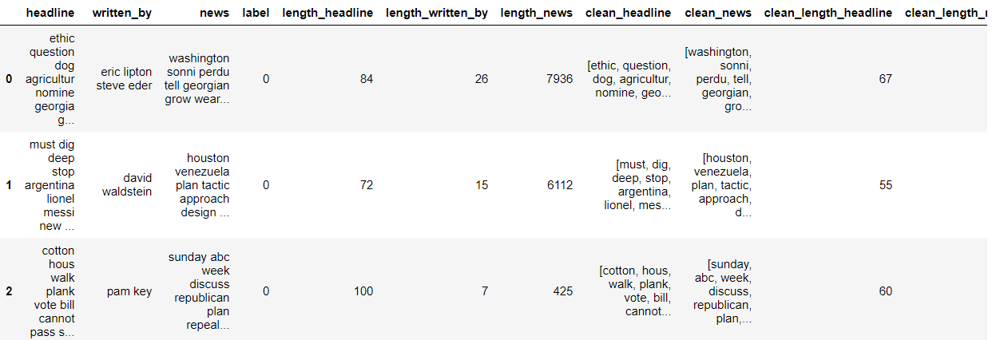 headline written_by news label length_headline length_written_by length_news clean_headline clean_news clean_length_headline clean_length_n
0
ethic
question
dog
agricultur
nomine
georgia
g...
eric lipton
steve eder
washington
sonni perdu
tell georgian
grow wear...
0
84
26
7936
[ethic, question,
dog, agricultur,
nomine, geo...
[washington,
sonni,
perdu, tell,
georgian,
gro...
67
1
must dig
deep
stop
argentina
lionel
messi
new ...
david
waldstein
houston
venezuela
plan tactic
approach
design ...
0
72
15
6112
[must, dig,
deep, stop,
argentina,
lionel, mes...
[houston,
venezuela,
plan, tactic,
approach,
d...
55
2
cotton
hous
walk
plank
vote bill
cannot
pass s...
pam key
sunday abc
week
discuss
republican
plan
repeal...
0
100
7
425
[cotton, hous,
walk, plank,
vote, bill,
cannot...
[sunday,
abc, week,
discuss,
republican,
plan,...
60